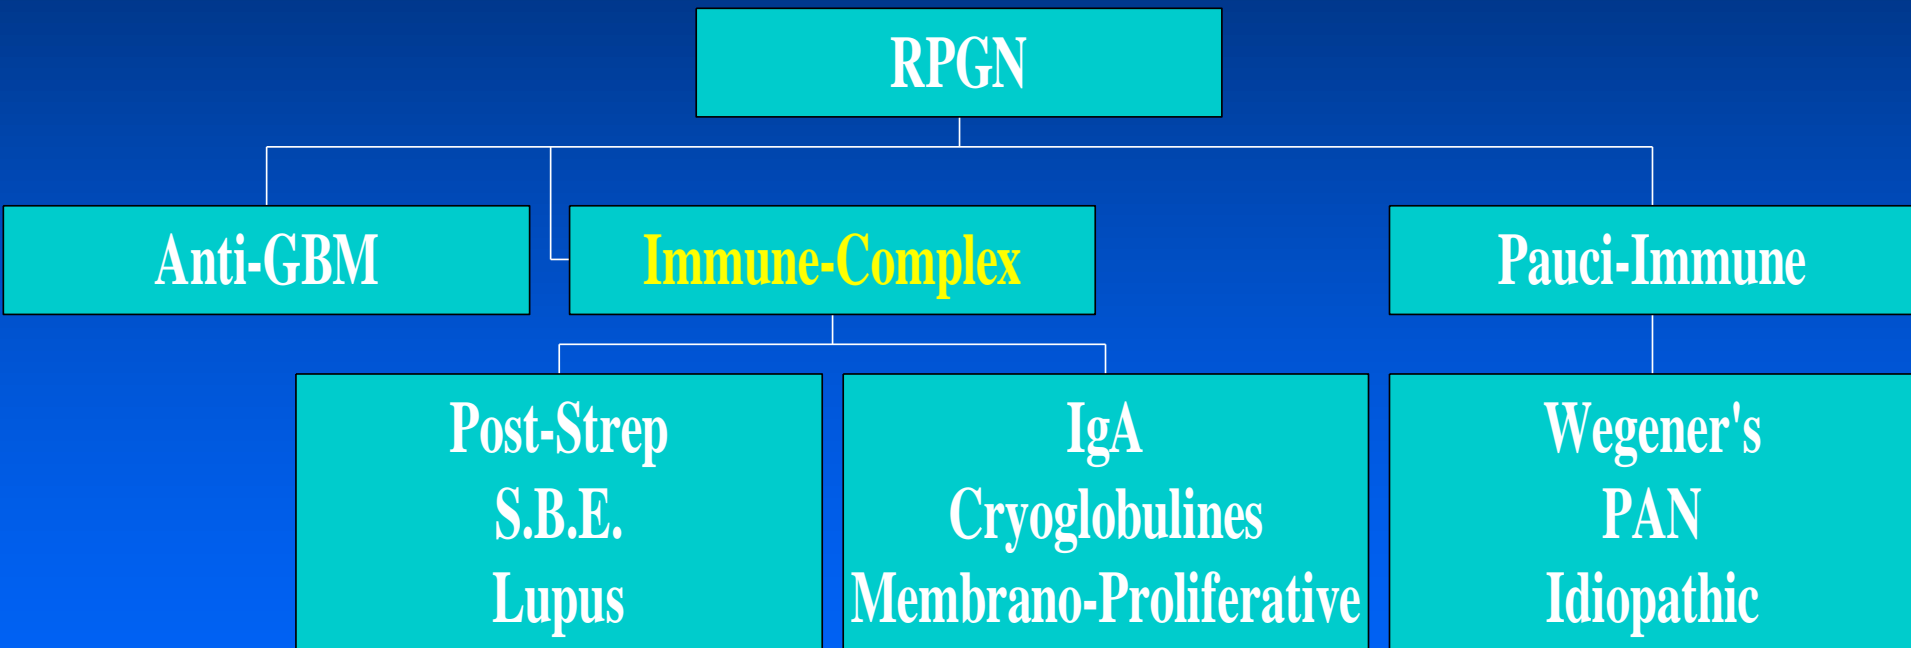 RPGN
Anti-GBM
Immune-Complex
Pauci-Immune
Post-Strep
S.B.E.
Lupus
IgA
Cryoglobulines
Membrano-Proliferative
Wegener's
PAN
Idiopathic